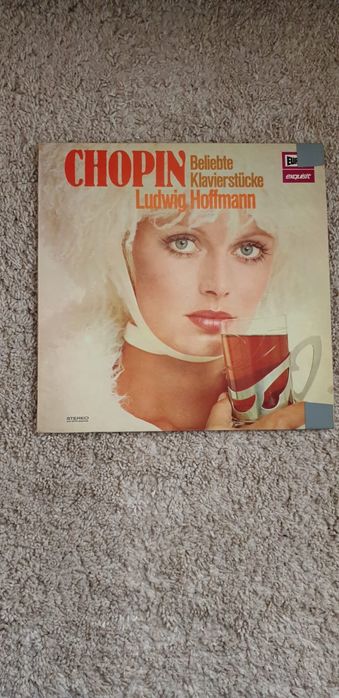 CHOPIN Beliebte
Klavierstücke
Ludwig Hoffmann
exquisit
STEREO